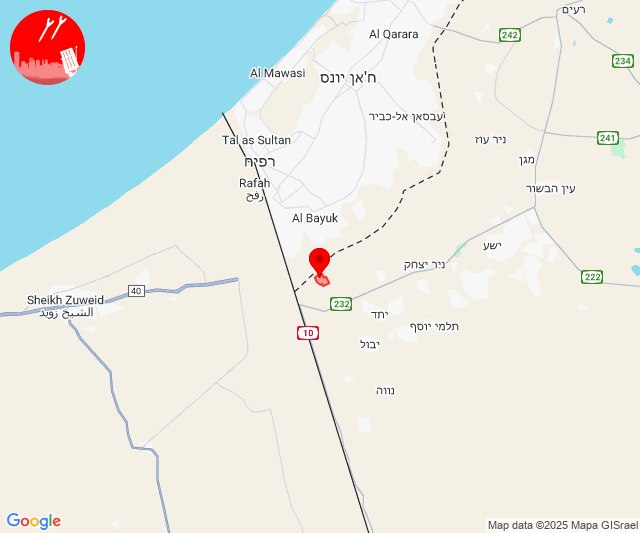 רעים
Al Qarara
242
234
Al Mawasi
ח'אן יונס
עבסאן אל-כביר
Tal as Sultan
ניר עוז
241
מגן
רפיח
Rafah
رفح
עין הבשור
Al Bayuk
ישע
ניר יצחק
222
40
Sheikh Zuweid
الشيخ زويد
232
יתד
תלמי יוסף
10
יבול
נווה
Google
Map data ©2025 Mapa GISrael